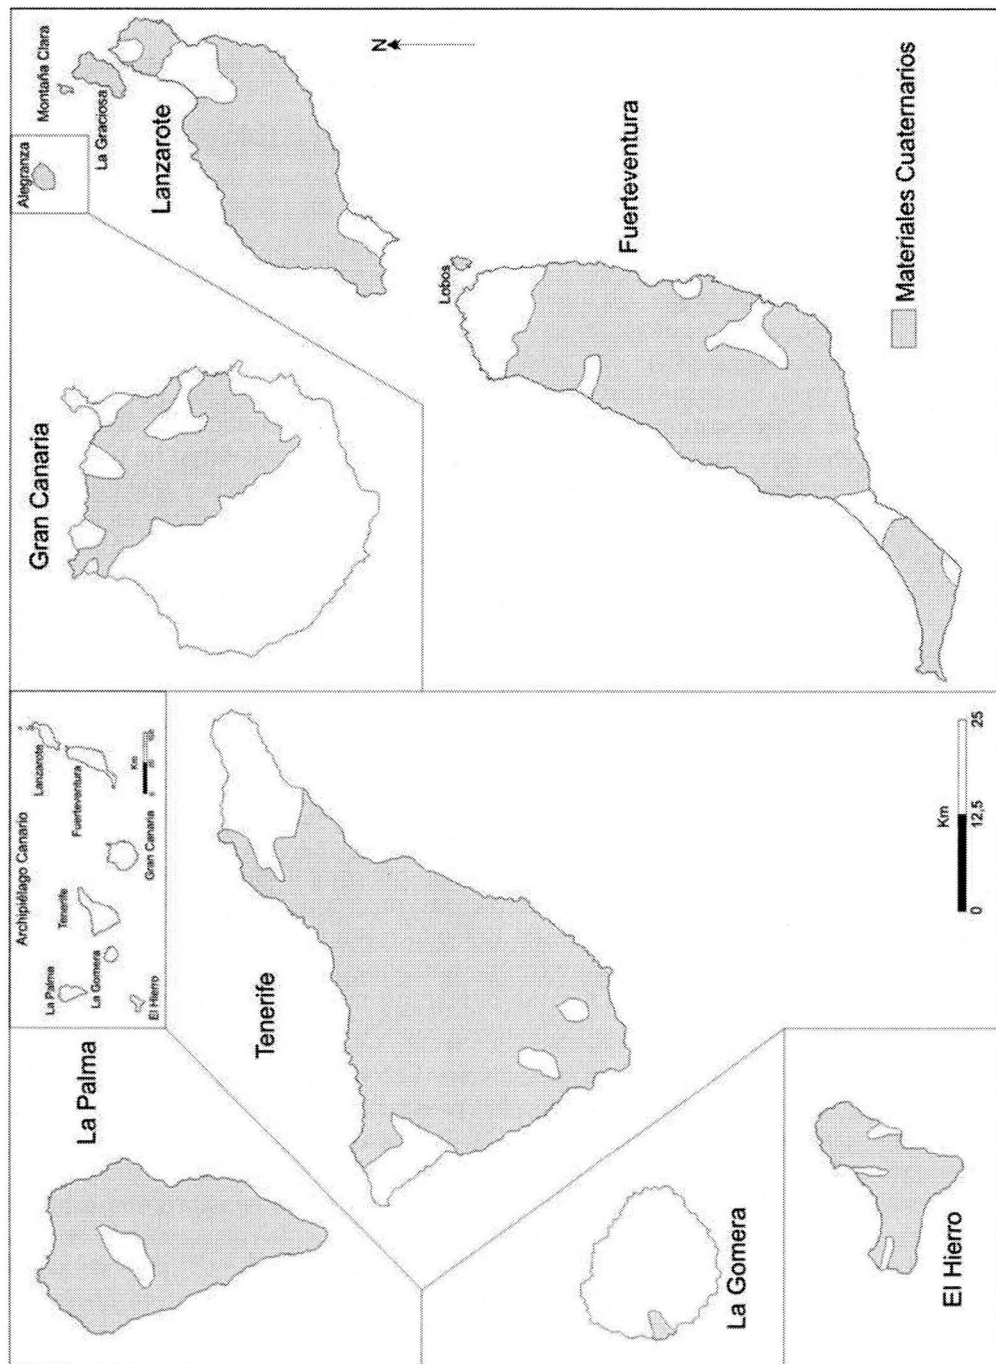 La Palma
Archipiélago Canario
La Palma
La Gomera
El Hierro
Tenerife
Gran Canaria
Fuerteventura
Lanzarote
Km
Tenerife
La Gomera
El Hierro
Km
0
12,5
25
Gran Canaria
Alegranza
Montaña Clara
La Graciosa
Lanzarote
N
Lobos
Fuerteventura
Materiales Cuaternarios